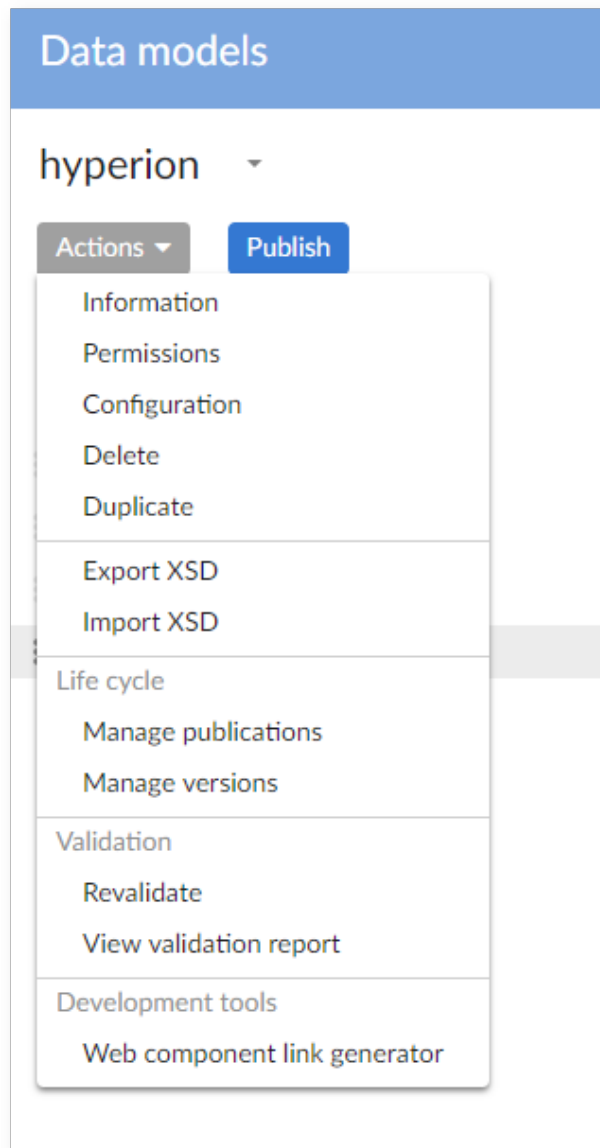 Data models
hyperion
Actions Publish
Information
Permissions
Configuration
Delete
Duplicate
Export XSD
Import XSD
Life cycle
Manage publications
Manage versions
Validation
Revalidate
View validation report
Development tools
Web component link generator